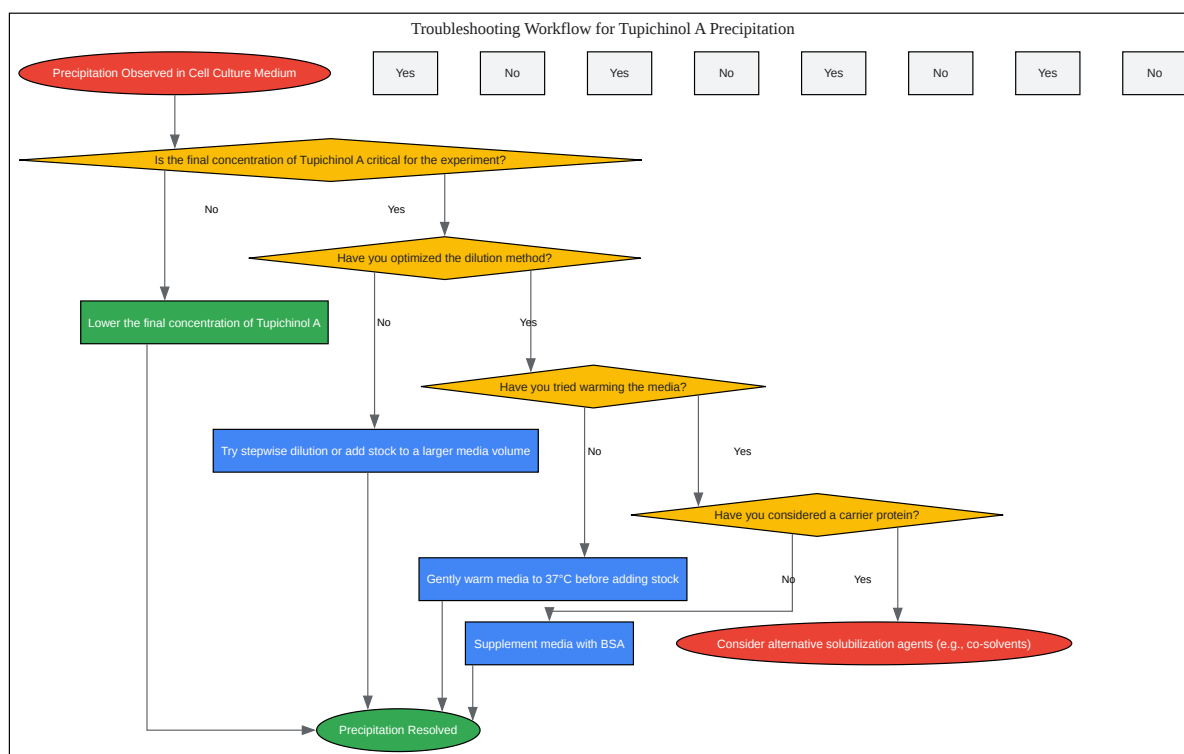 Troubleshooting Workflow for Tupichinol A Precipitation
Precipitation Observed in Cell Culture Medium
Yes
No
Yes
No
Yes
No
Yes
No
Is the final concentration of Tupichinol A critical for the experiment?
No
Yes
Have you optimized the dilution method?
Lower the final concentration of Tupichinol A
No
Yes
Have you tried warming the media?
Try stepwise dilution or add stock to a larger media volume
No
Yes
Have you considered a carrier protein?
Gently warm media to 37°C before adding stock
No
Yes
Supplement media with BSA
Consider alternative solubilization agents (e.g., co-solvents)
Precipitation Resolved